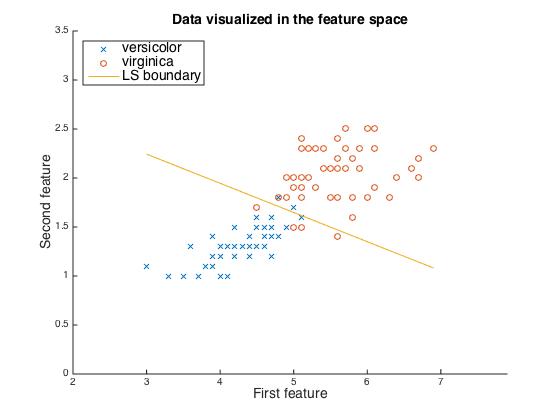 Data visualized in the feature space
3.5
versicolor
virginica
LS boundary
3
2.5
2
1.5
1
0.5
0
Second feature
2 3 4 5 6 7
First feature